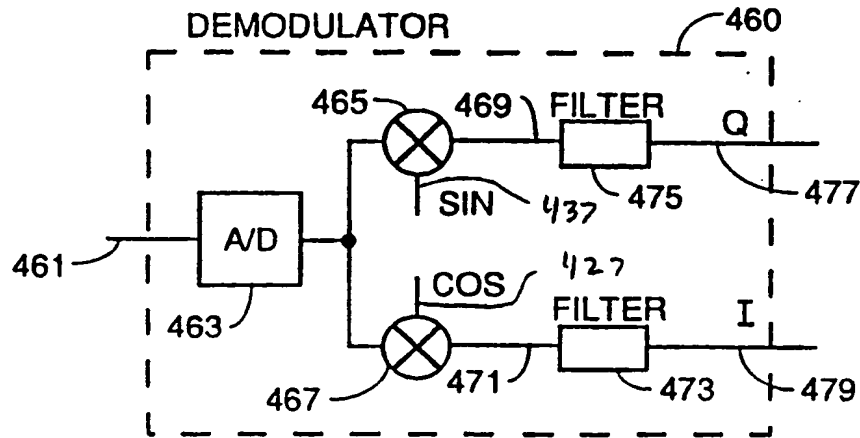 DEMODULATOR
460
465
469
FILTER
Q
SIN
437
475
477
461
A/D
463
COS
427
FILTER
I
467
471
473
479